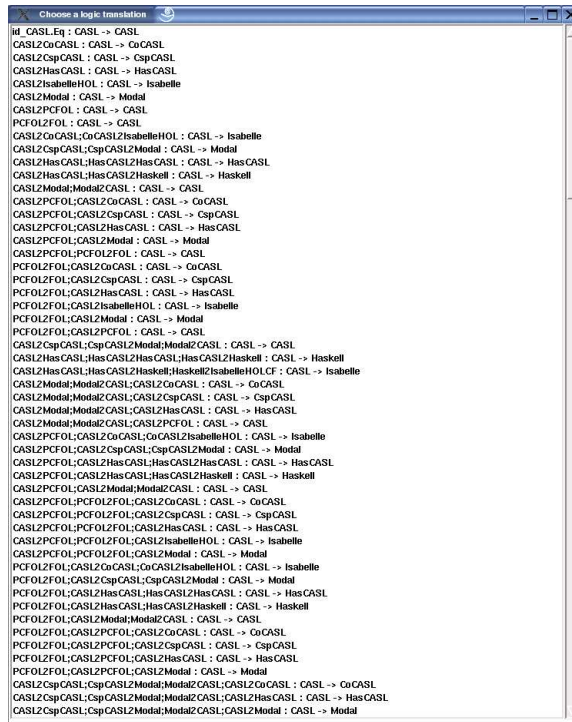 Choose a logic translation
id_CASL.Eq : CASL -> CASL
CASL2CoCASL : CASL -> CoCASL
CASL2CspCASL : CASL -> CspCASL
CASL2HasCASL : CASL -> HasCASL
CASL2IsabelleHOL : CASL -> Isabelle
CASL2Modal : CASL -> Modal
CASL2PCFOL : CASL -> CASL
PCFOL2FOL : CASL -> CASL
CASL2CoCASL;CoCASL2IsabelleHOL : CASL -> Isabelle
CASL2CspCASL;CspCASL2Modal : CASL -> Modal
CASL2HasCASL;HasCASL2HasCASL : CASL -> HasCASL
CASL2HasCASL;HasCASL2Haskell : CASL -> Haskell
CASL2Modal;Modal2CASL : CASL -> CASL
CASL2PCFOL;CASL2CoCASL : CASL -> CoCASL
CASL2PCFOL;CASL2CspCASL : CASL -> CspCASL
CASL2PCFOL;CASL2HasCASL : CASL -> HasCASL
CASL2PCFOL;CASL2Modal : CASL -> Modal
CASL2PCFOL;PCFOL2FOL : CASL -> CASL
PCFOL2FOL;CASL2CoCASL : CASL -> CoCASL
PCFOL2FOL;CASL2CspCASL : CASL -> CspCASL
PCFOL2FOL;CASL2HasCASL : CASL -> HasCASL
PCFOL2FOL;CASL2IsabelleHOL : CASL -> Isabelle
PCFOL2FOL;CASL2Modal : CASL -> Modal
PCFOL2FOL;CASL2PCFOL : CASL -> CASL
CASL2CspCASL;CspCASL2Modal;Modal2CASL : CASL -> CASL
CASL2HasCASL;HasCASL2HasCASL;HasCASL2Haskell : CASL -> Haskell
CASL2HasCASL;HasCASL2Haskell;Haskell2IsabelleHOLCF : CASL -> Isabelle
CASL2Modal;Modal2CASL;CASL2CoCASL : CASL -> CoCASL
CASL2Modal;Modal2CASL;CASL2CspCASL : CASL -> CspCASL
CASL2Modal;Modal2CASL;CASL2HasCASL : CASL -> HasCASL
CASL2Modal;Modal2CASL;CASL2PCFOL : CASL -> CASL
CASL2PCFOL;CASL2CoCASL;CoCASL2IsabelleHOL : CASL -> Isabelle
CASL2PCFOL;CASL2CspCASL;CspCASL2Modal : CASL -> Modal
CASL2PCFOL;CASL2HasCASL;HasCASL2HasCASL : CASL -> HasCASL
CASL2PCFOL;CASL2HasCASL;HasCASL2Haskell : CASL -> Haskell
CASL2PCFOL;CASL2Modal;Modal2CASL : CASL -> CASL
CASL2PCFOL;PCFOL2FOL;CASL2CoCASL : CASL -> CoCASL
CASL2PCFOL;PCFOL2FOL;CASL2CspCASL : CASL -> CspCASL
CASL2PCFOL;PCFOL2FOL;CASL2HasCASL : CASL -> HasCASL
CASL2PCFOL;PCFOL2FOL;CASL2IsabelleHOL : CASL -> Isabelle
CASL2PCFOL;PCFOL2FOL;CASL2Modal : CASL -> Modal
PCFOL2FOL;CASL2CoCASL;CoCASL2IsabelleHOL : CASL -> Isabelle
PCFOL2FOL;CASL2CspCASL;CspCASL2Modal : CASL -> Modal
PCFOL2FOL;CASL2HasCASL;HasCASL2HasCASL : CASL -> HasCASL
PCFOL2FOL;CASL2HasCASL;HasCASL2Haskell : CASL -> Haskell
PCFOL2FOL;CASL2Modal;Modal2CASL : CASL -> CASL
PCFOL2FOL;CASL2PCFOL;CASL2CoCASL : CASL -> CoCASL
PCFOL2FOL;CASL2PCFOL;CASL2CspCASL : CASL -> CspCASL
PCFOL2FOL;CASL2PCFOL;CASL2HasCASL : CASL -> HasCASL
PCFOL2FOL;CASL2PCFOL;CASL2Modal : CASL -> Modal
CASL2CspCASL;CspCASL2Modal;Modal2CASL;CASL2CoCASL : CASL -> CoCASL
CASL2CspCASL;CspCASL2Modal;Modal2CASL;CASL2HasCASL : CASL -> HasCASL
CASL2CspCASL;CspCASL2Modal;Modal2CASL;CASL2Modal : CASL -> Modal